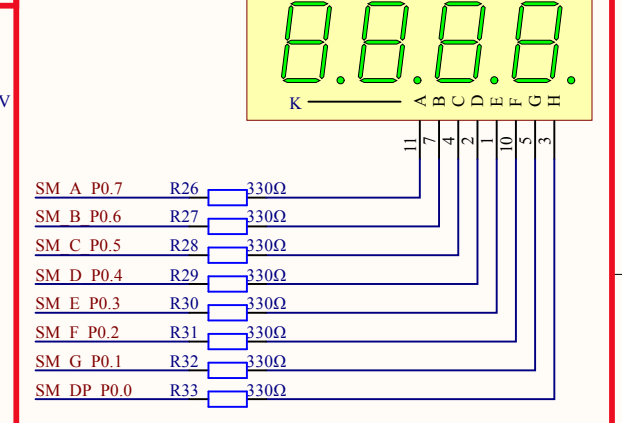 V
K A B C D E F G H
11 7 4 2 1 10 5 3
SM_A_P0.7 R26 330Ω
SM_B_P0.6 R27 330Ω
SM_C_P0.5 R28 330Ω
SM_D_P0.4 R29 330Ω
SM_E_P0.3 R30 330Ω
SM_F_P0.2 R31 330Ω
SM_G_P0.1 R32 330Ω
SM_DP_P0.0 R33 330Ω